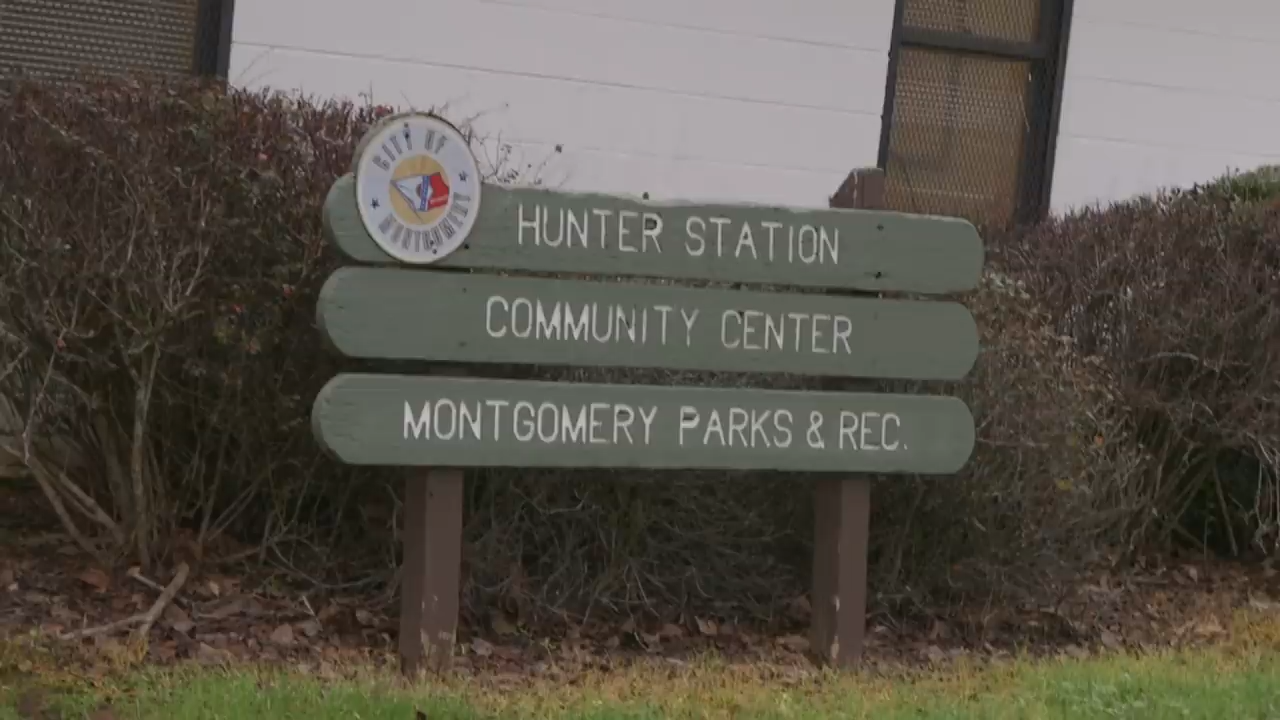 CITY OF
MONTGOMERY
HUNTER STATION
COMMUNITY CENTER
MONTGOMERY PARKS & REC.